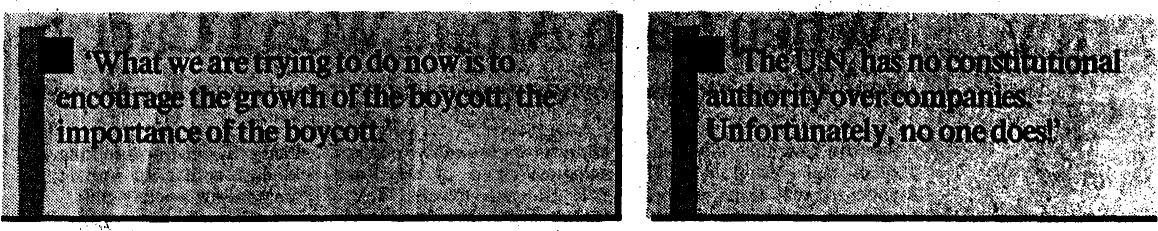 'What we are trying to do now is to
encourage the growth of the boycott, the
importance of the boycott.'
'The U.N. has no constitutional
authority over companies.
Unfortunately, no one does!'